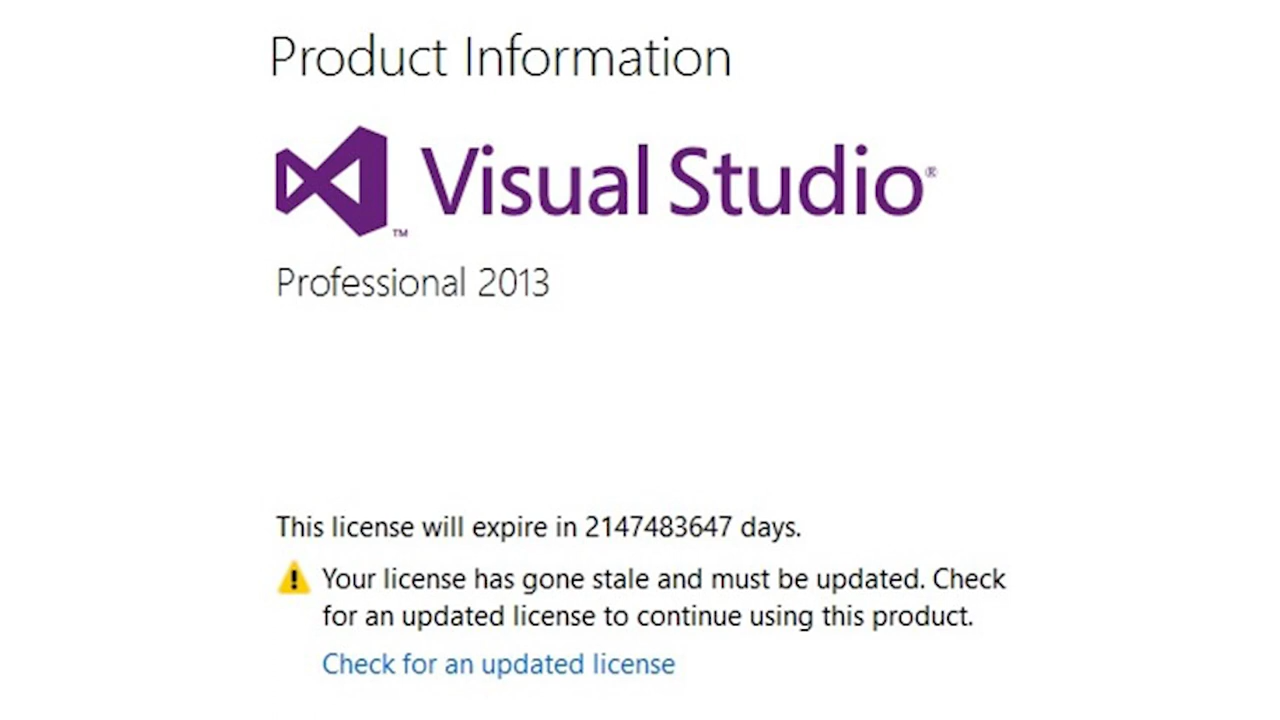 Product Information
Visual Studio®
™
Professional 2013
This license will expire in 2147483647 days.
Your license has gone stale and must be updated. Check
for an updated license to continue using this product.
Check for an updated license